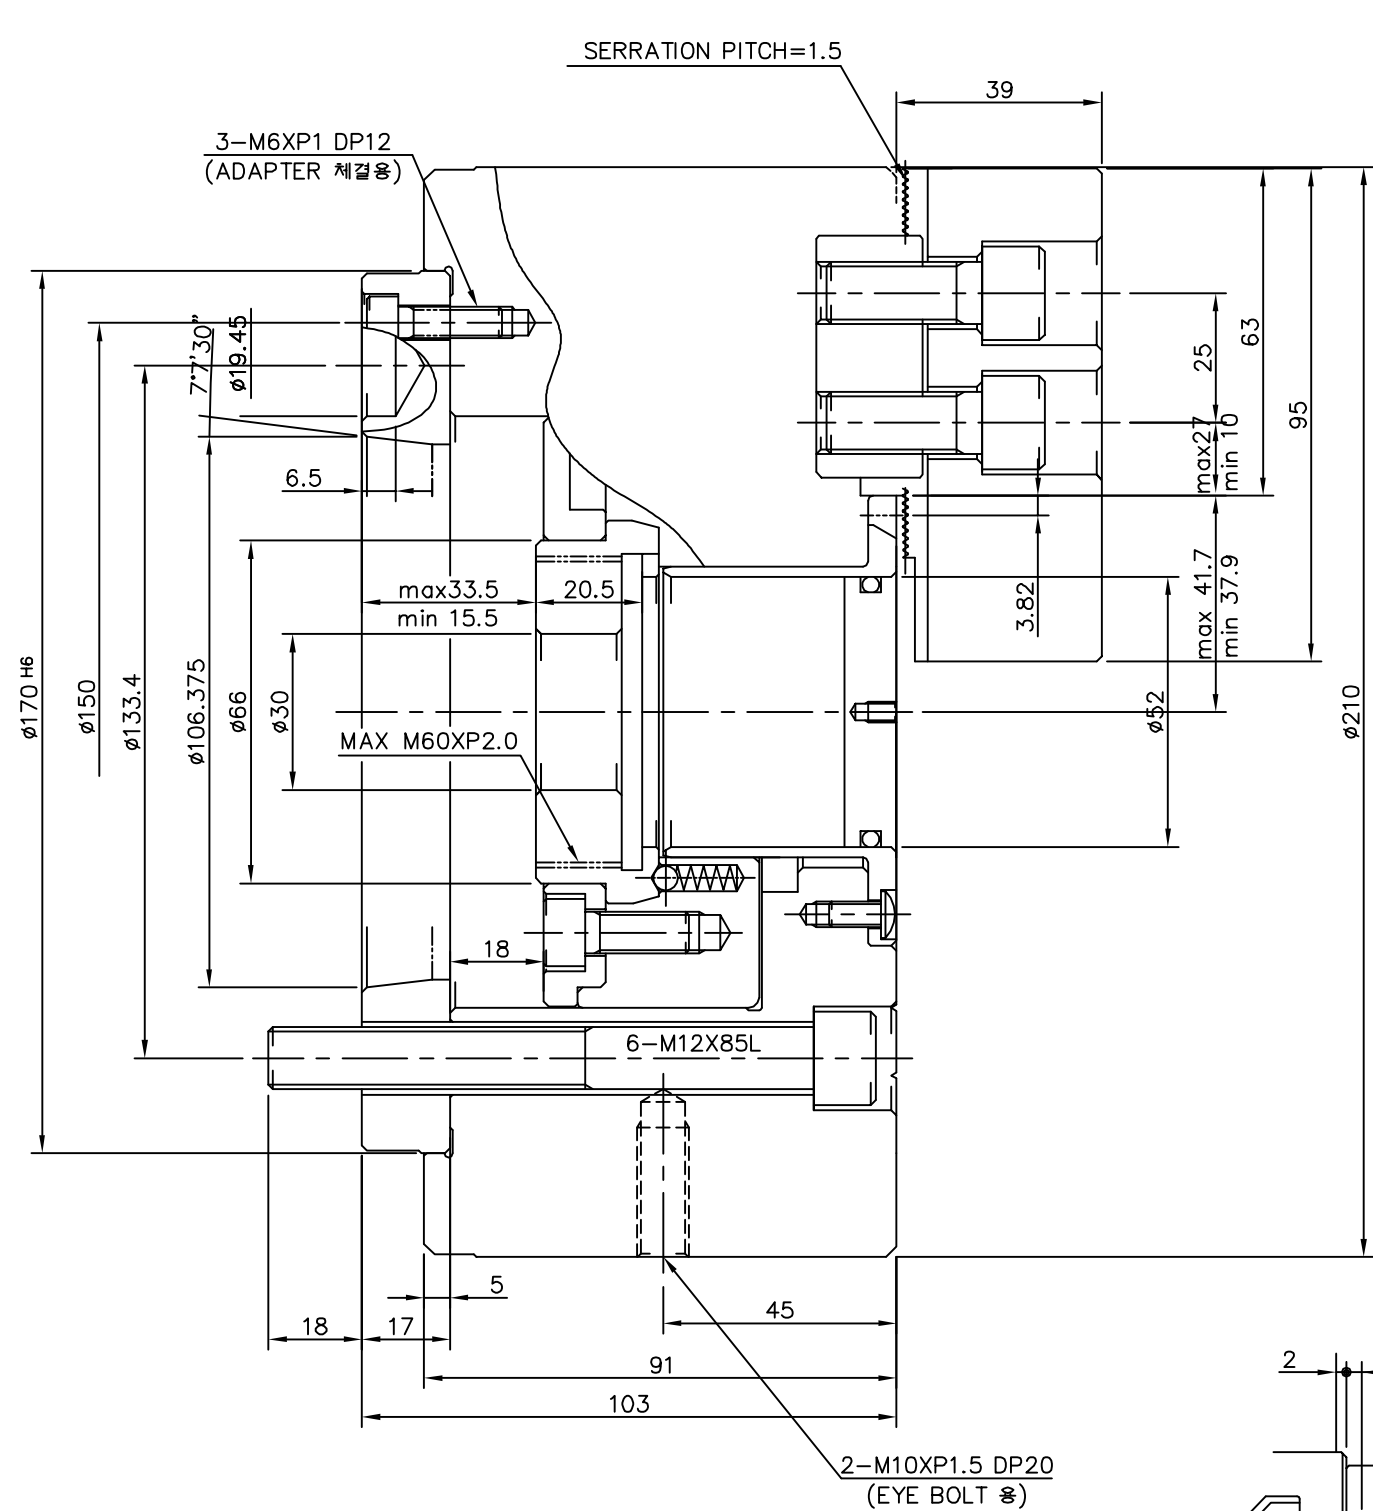 SERRATION PITCH=1.5
39
3-M6XP1 DP12
(ADAPTER 체결용)
7°7'30"
ø19.45
63
25
95
max27
min 10
6.5
max33.5
min 15.5
20.5
3.82
max 41.7
min 37.9
ø170 H6
ø150
ø133.4
ø106.375
ø66
ø30
ø52
ø210
MAX M60XP2.0
18
6-M12X85L
5
18
17
45
91
103
2
2-M10XP1.5 DP20
(EYE BOLT 용)